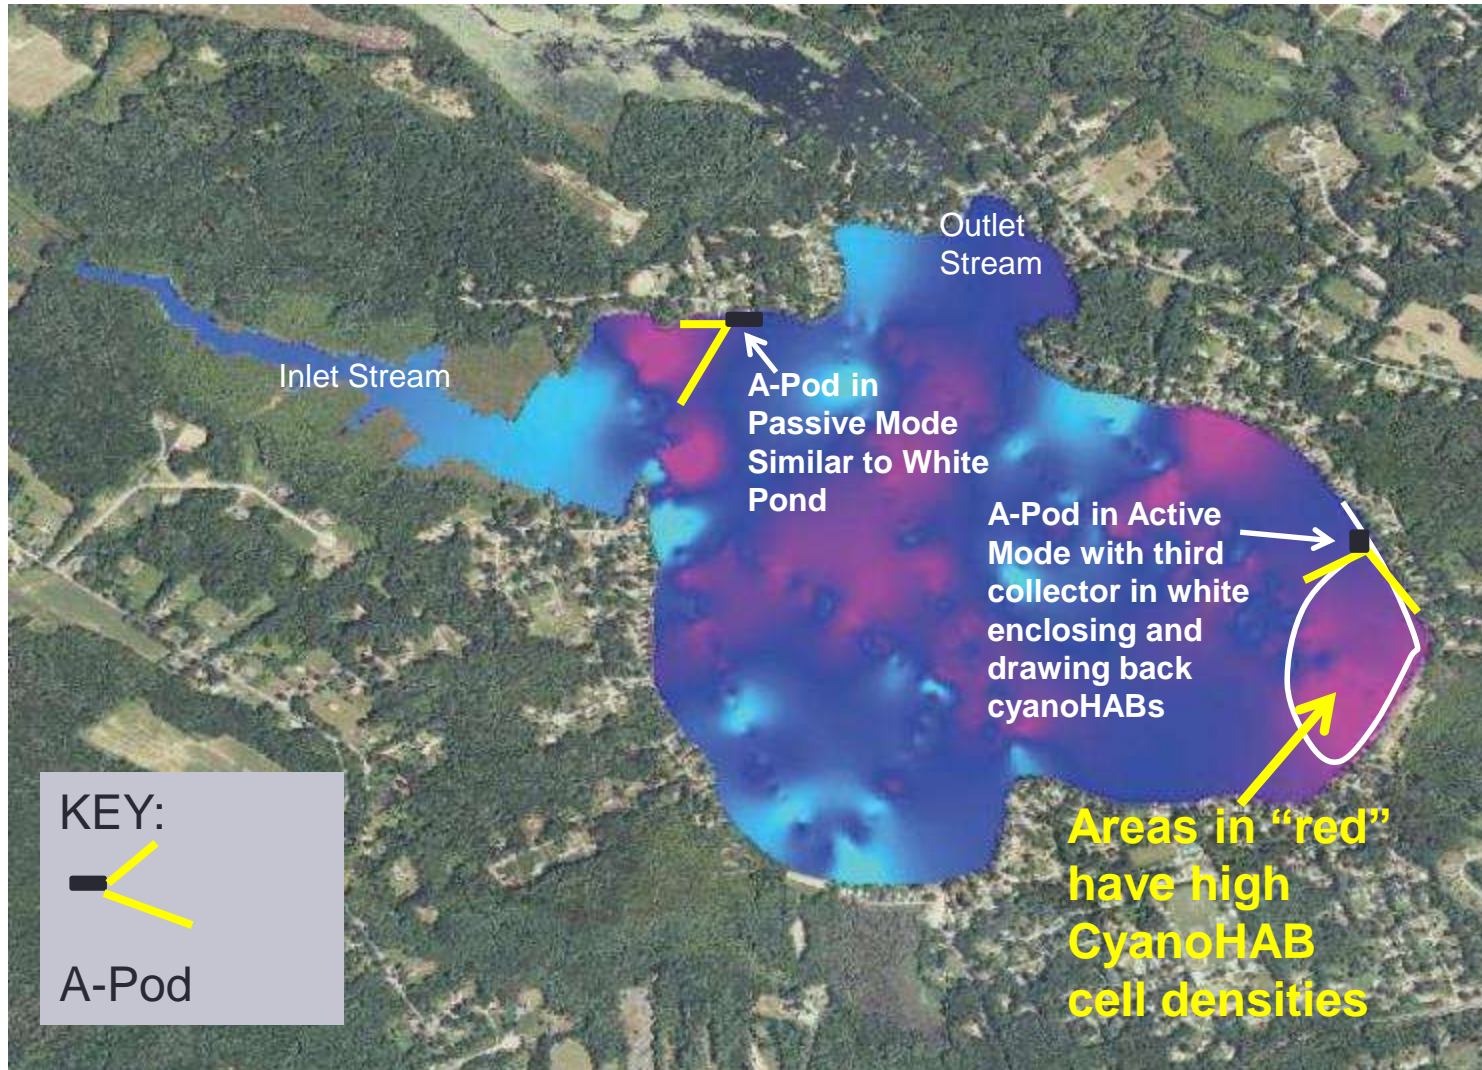 Outlet
Stream
Inlet Stream
A-Pod in
Passive Mode
Similar to White
Pond
A-Pod in Active
Mode with third
collector in white
enclosing and
drawing back
cyanoHABs
Areas in “red”
have high
CyanoHAB
cell densities
KEY:
A-Pod